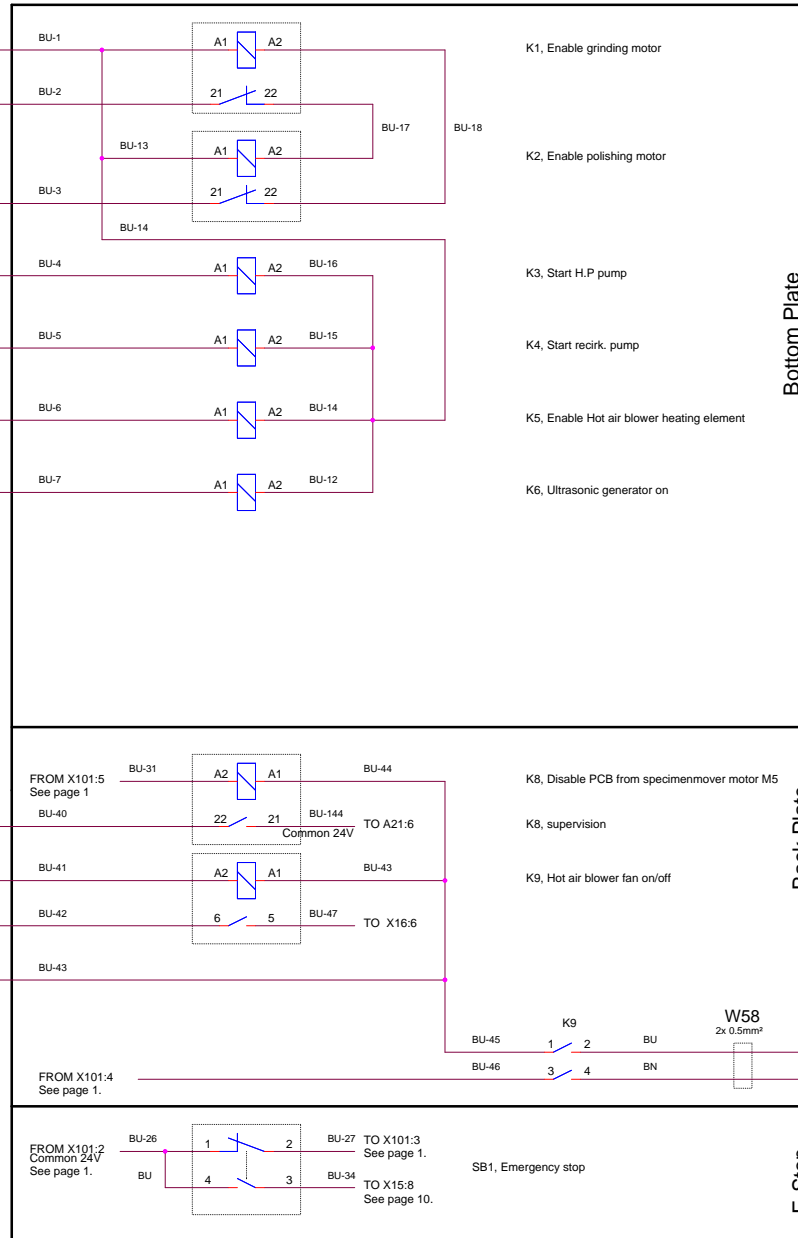 BU-1 A1 A2 K1, Enable grinding motor
BU-2 21 22
BU-17 BU-18
BU-13 A1 A2 K2, Enable polishing motor
BU-3 21 22
BU-14
BU-4 A1 A2 BU-16 K3, Start H.P pump
BU-5 A1 A2 BU-15 K4, Start recirk. pump
BU-6 A1 A2 BU-14 K5, Enable Hot air blower heating element
BU-7 A1 A2 BU-12 K6, Ultrasonic generator on
Bottom Plate
FROM X101:5 BU-31 A2 A1 BU-44 K8, Disable PCB from specimenmover motor M5
See page 1
BU-40 22 21 BU-144 TO A21:6 K8, supervision
Common 24V
BU-41 A2 A1 BU-43 K9, Hot air blower fan on/off
BU-42 6 5 BU-47 TO X16:6
BU-43
Plate
K9 W58
2x 0.5mm²
BU-45 1 2 BU
BU-46 3 4 BN
FROM X101:4
See page 1.
FROM X101:2 BU-26 1 2 BU-27 TO X101:3
Common 24V
See page 1.
See page 1.
BU 4 3 BU-34 TO X15:8
See page 10.
SB1, Emergency stop